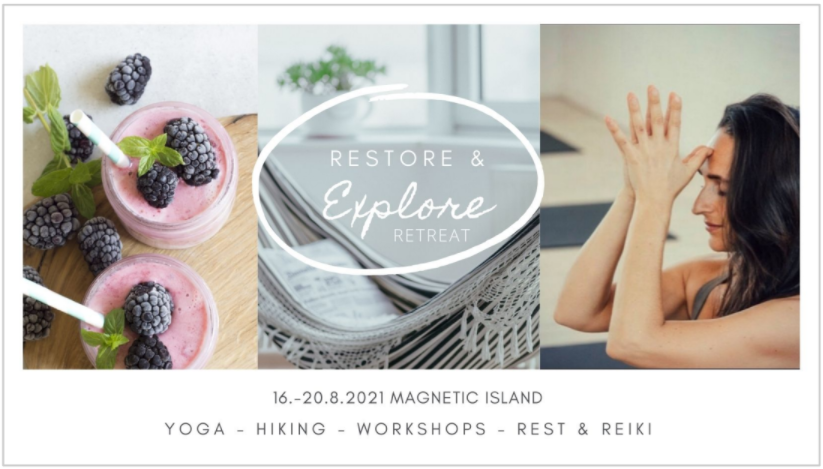 RESTORE &
Explore
RETREAT
16.-20.8.2021 MAGNETIC ISLAND
YOGA - HIKING - WORKSHOPS - REST & REIKI